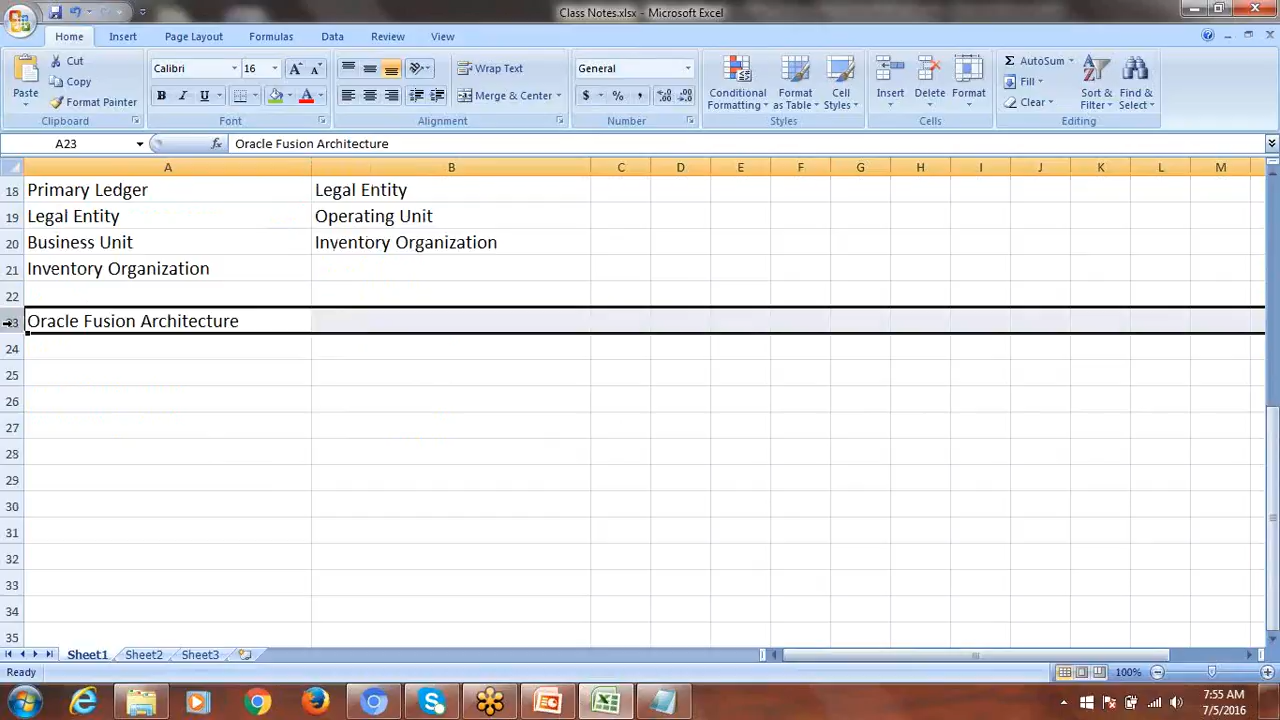 Class Notes.xlsx - Microsoft Excel
Home Insert Page Layout Formulas Data Review View
Paste Cut Copy Format Painter Clipboard
Calibri 16 A A B I U A Font
Wrap Text Merge & Center Alignment
General $ % , Number
Conditional Formatting Format as Table Cell Styles Styles
Insert Delete Format Cells
Σ AutoSum Fill Clear Sort & Filter Find & Select Editing
A23 fx Oracle Fusion Architecture
A B C D E F G H I J K L M
18 Primary Ledger Legal Entity
19 Legal Entity Operating Unit
20 Business Unit Inventory Organization
21 Inventory Organization
22
23 Oracle Fusion Architecture
24
25
26
27
28
29
30
31
32
33
34
35
Sheet1 Sheet2 Sheet3
Ready 100%
7:55 AM
7/5/2016